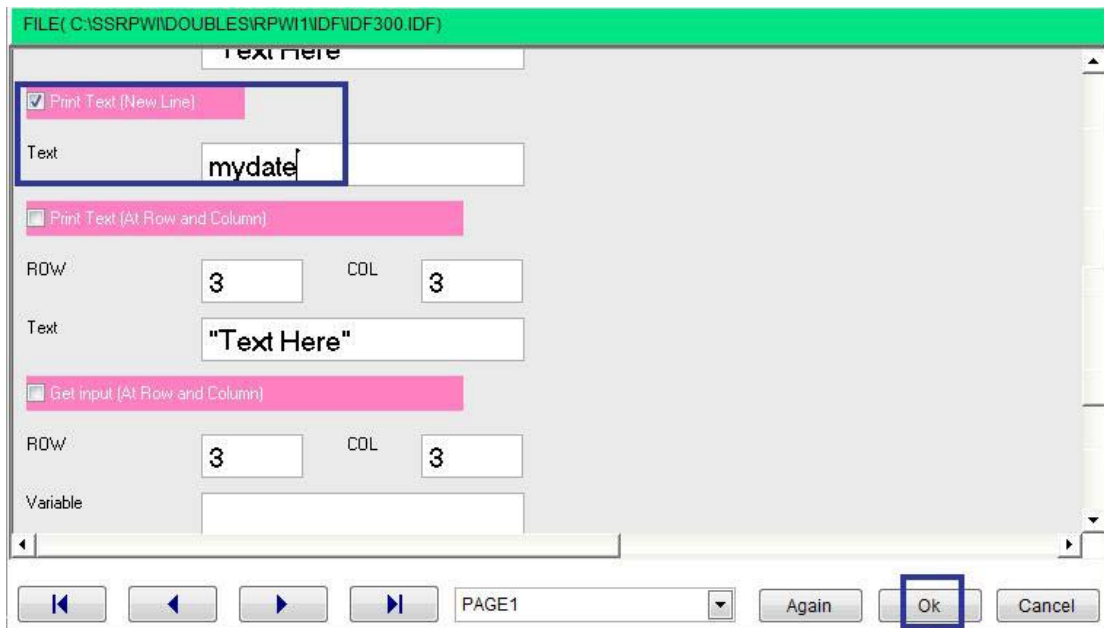 FILE( C:\SSRPWI\DOUBLES\RPWI1\IDF\IDF300.IDF)
Text Here
Print Text (New Line)
Text mydate
Print Text (At Row and Column)
ROW 3 COL 3
Text "Text Here"
Get input (At Row and Column)
ROW 3 COL 3
Variable
PAGE1 Again Ok Cancel